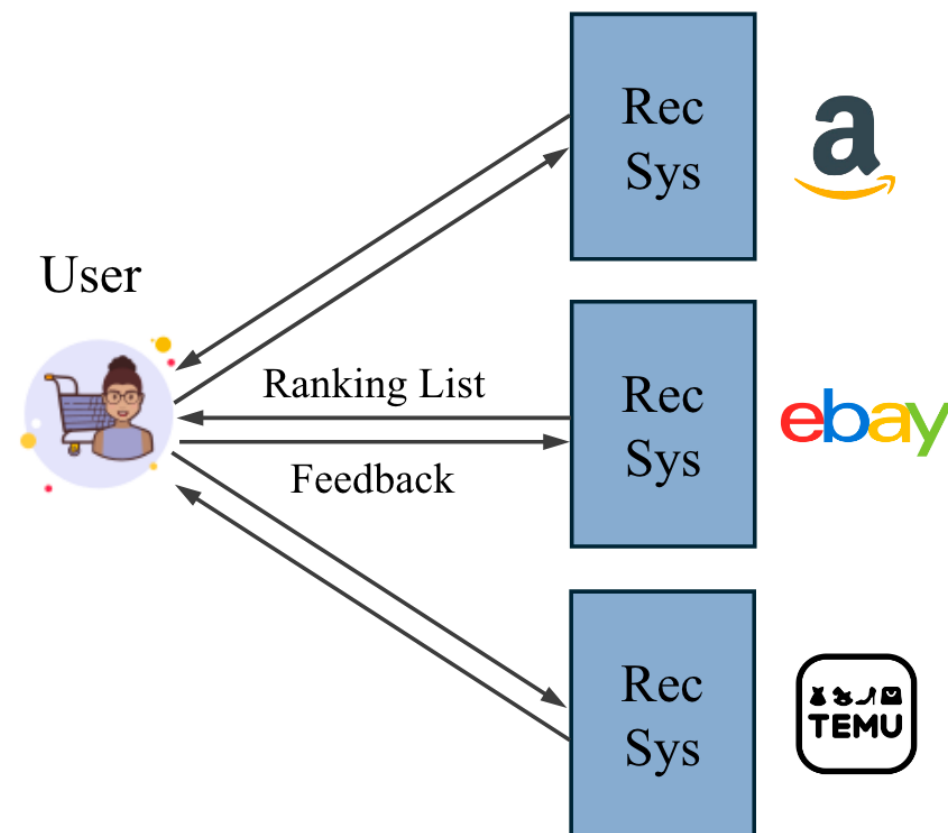 Rec
Sys
a
User
Ranking List
Feedback
Rec
Sys
ebay
Rec
Sys
TEMU